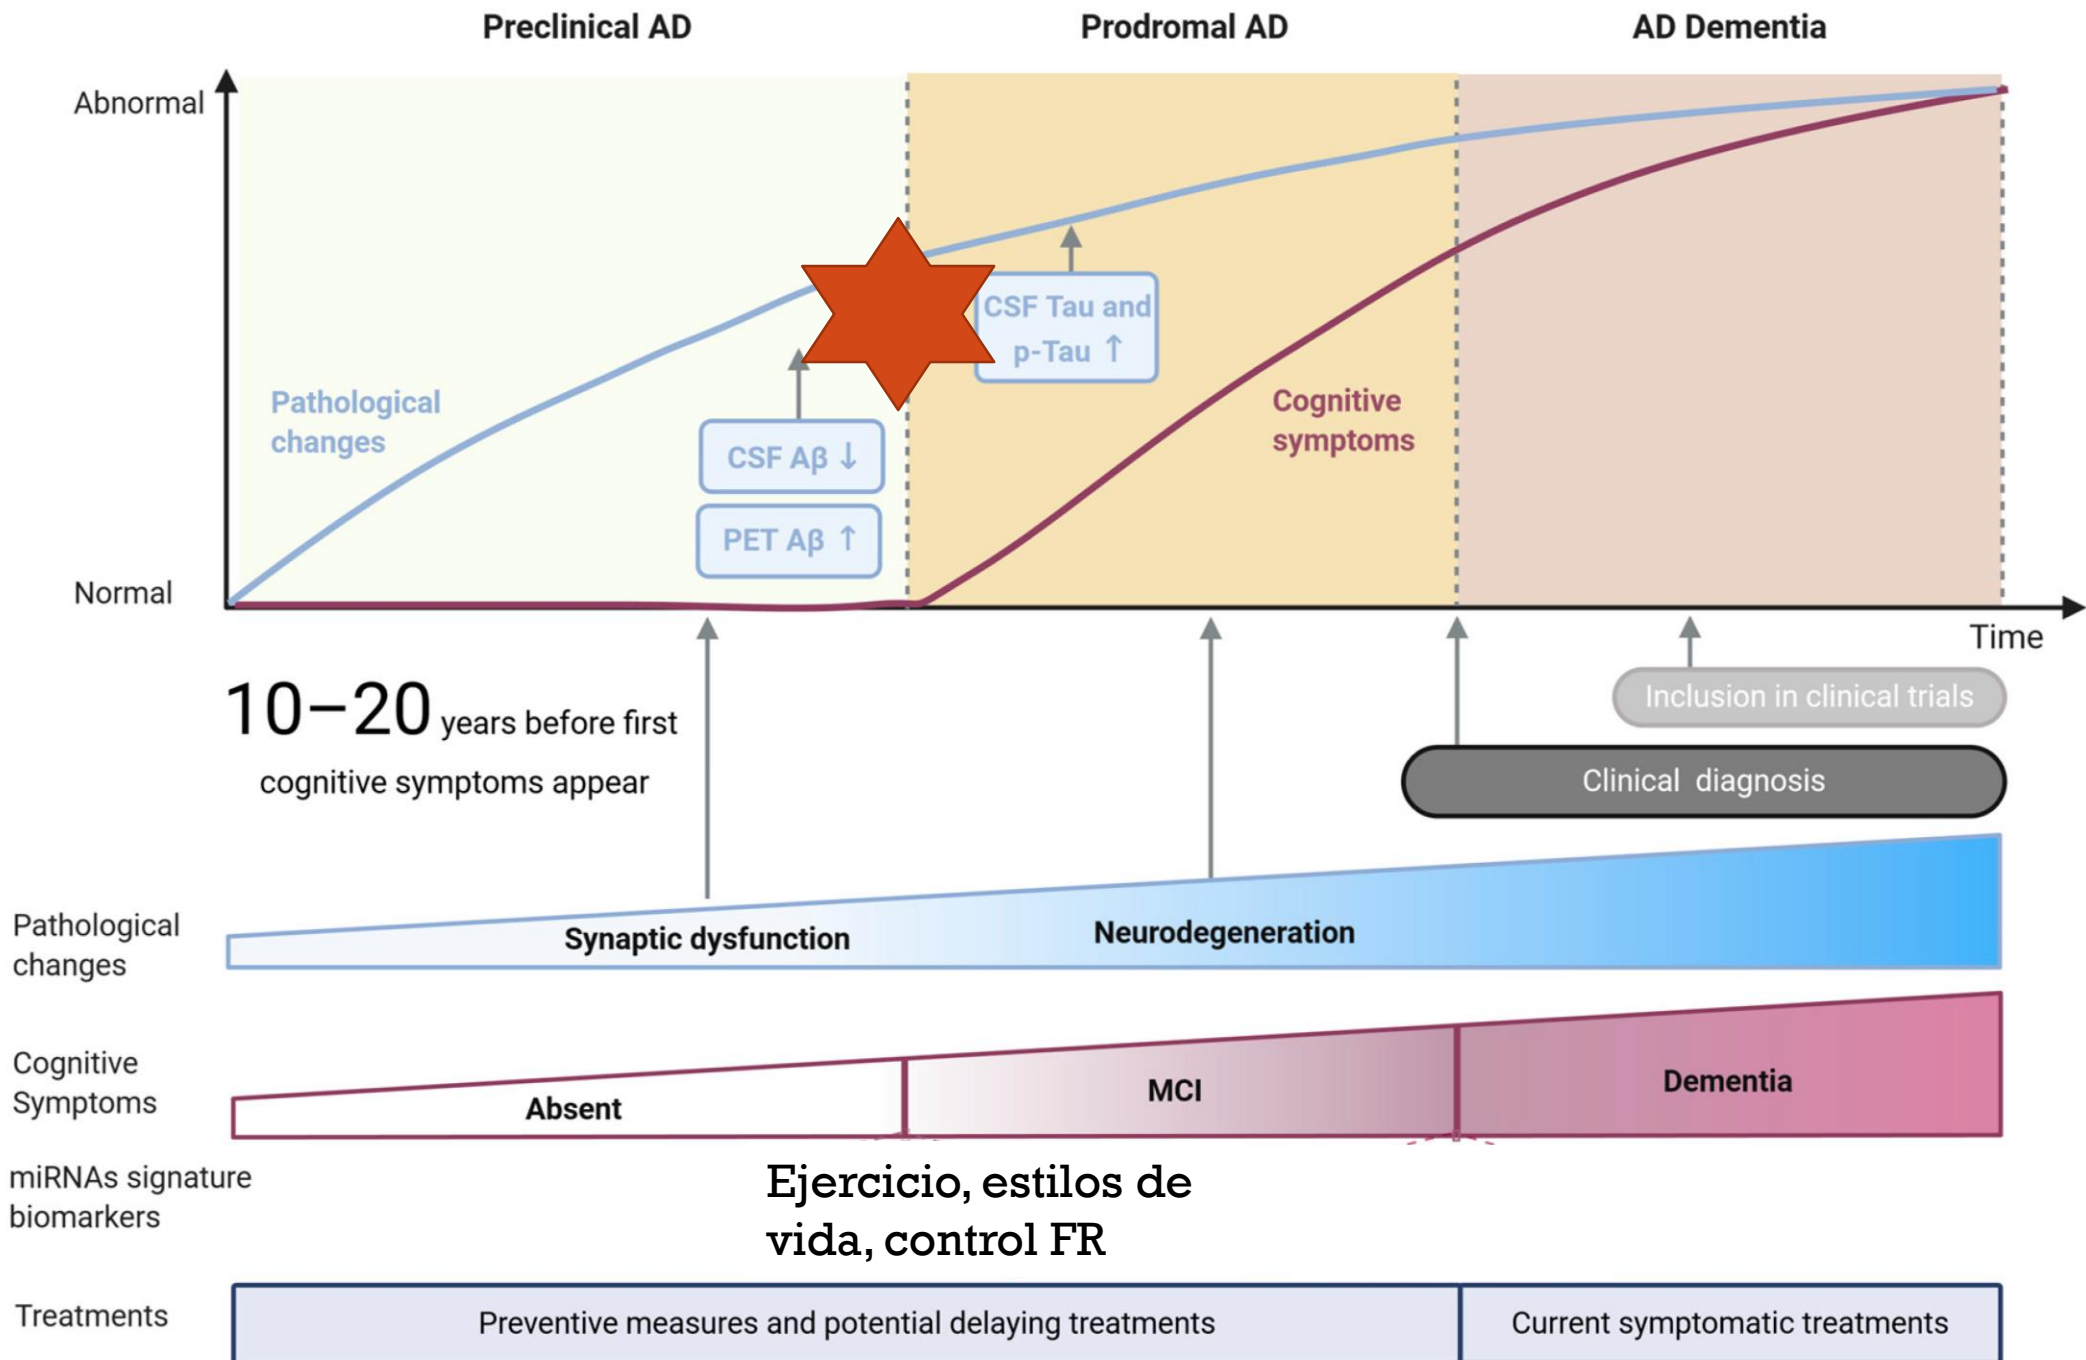 Preclinical AD
Prodromal AD
AD Dementia
Abnormal
CSF Tau and
p-Tau ↑
Pathological
changes
Cognitive
symptoms
CSF Aβ ↓
PET Aβ ↑
Normal
Time
10–20 years before first
cognitive symptoms appear
Inclusion in clinical trials
Clinical diagnosis
Pathological
changes
Synaptic dysfunction
Neurodegeneration
Cognitive
Symptoms
Absent
MCI
Dementia
miRNAs signature
biomarkers
Ejercicio, estilos de
vida, control FR
Treatments
Preventive measures and potential delaying treatments
Current symptomatic treatments